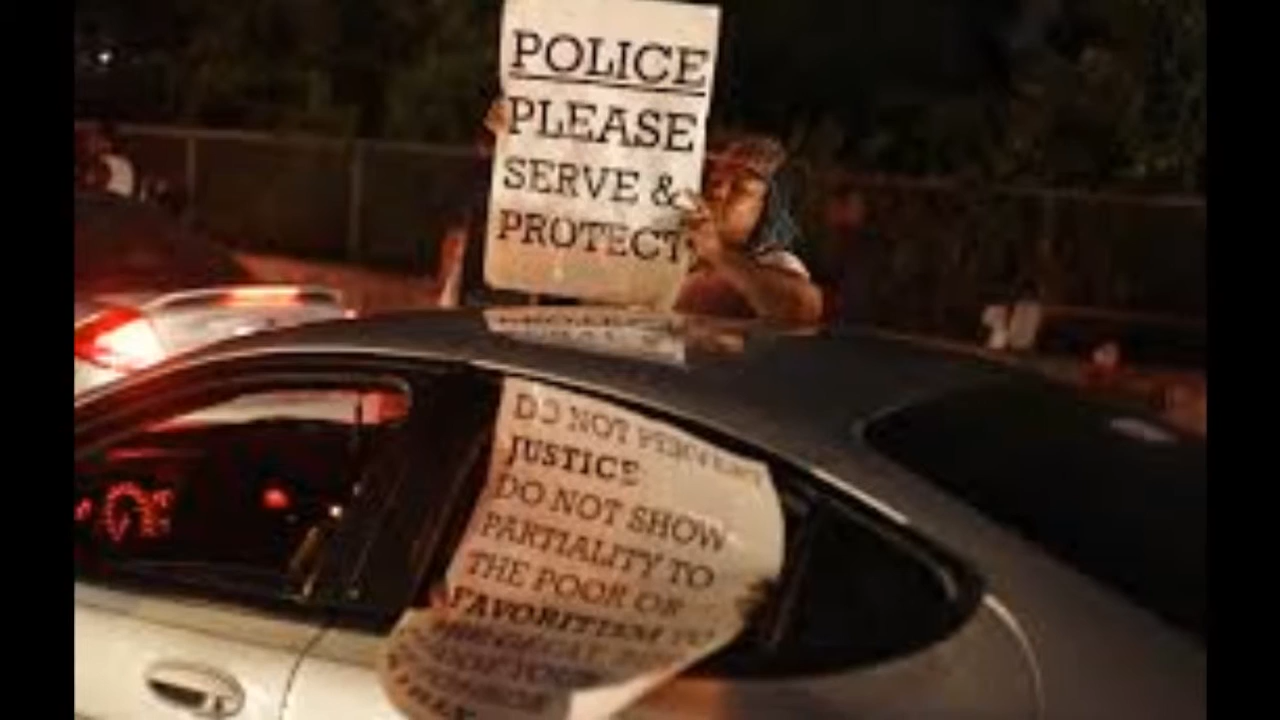 POLICE
PLEASE
SERVE &
PROTECT
DO NOT PERVERT
JUSTICE
DO NOT SHOW
PARTIALITY TO
THE POOR OR
FAVORITISM TO